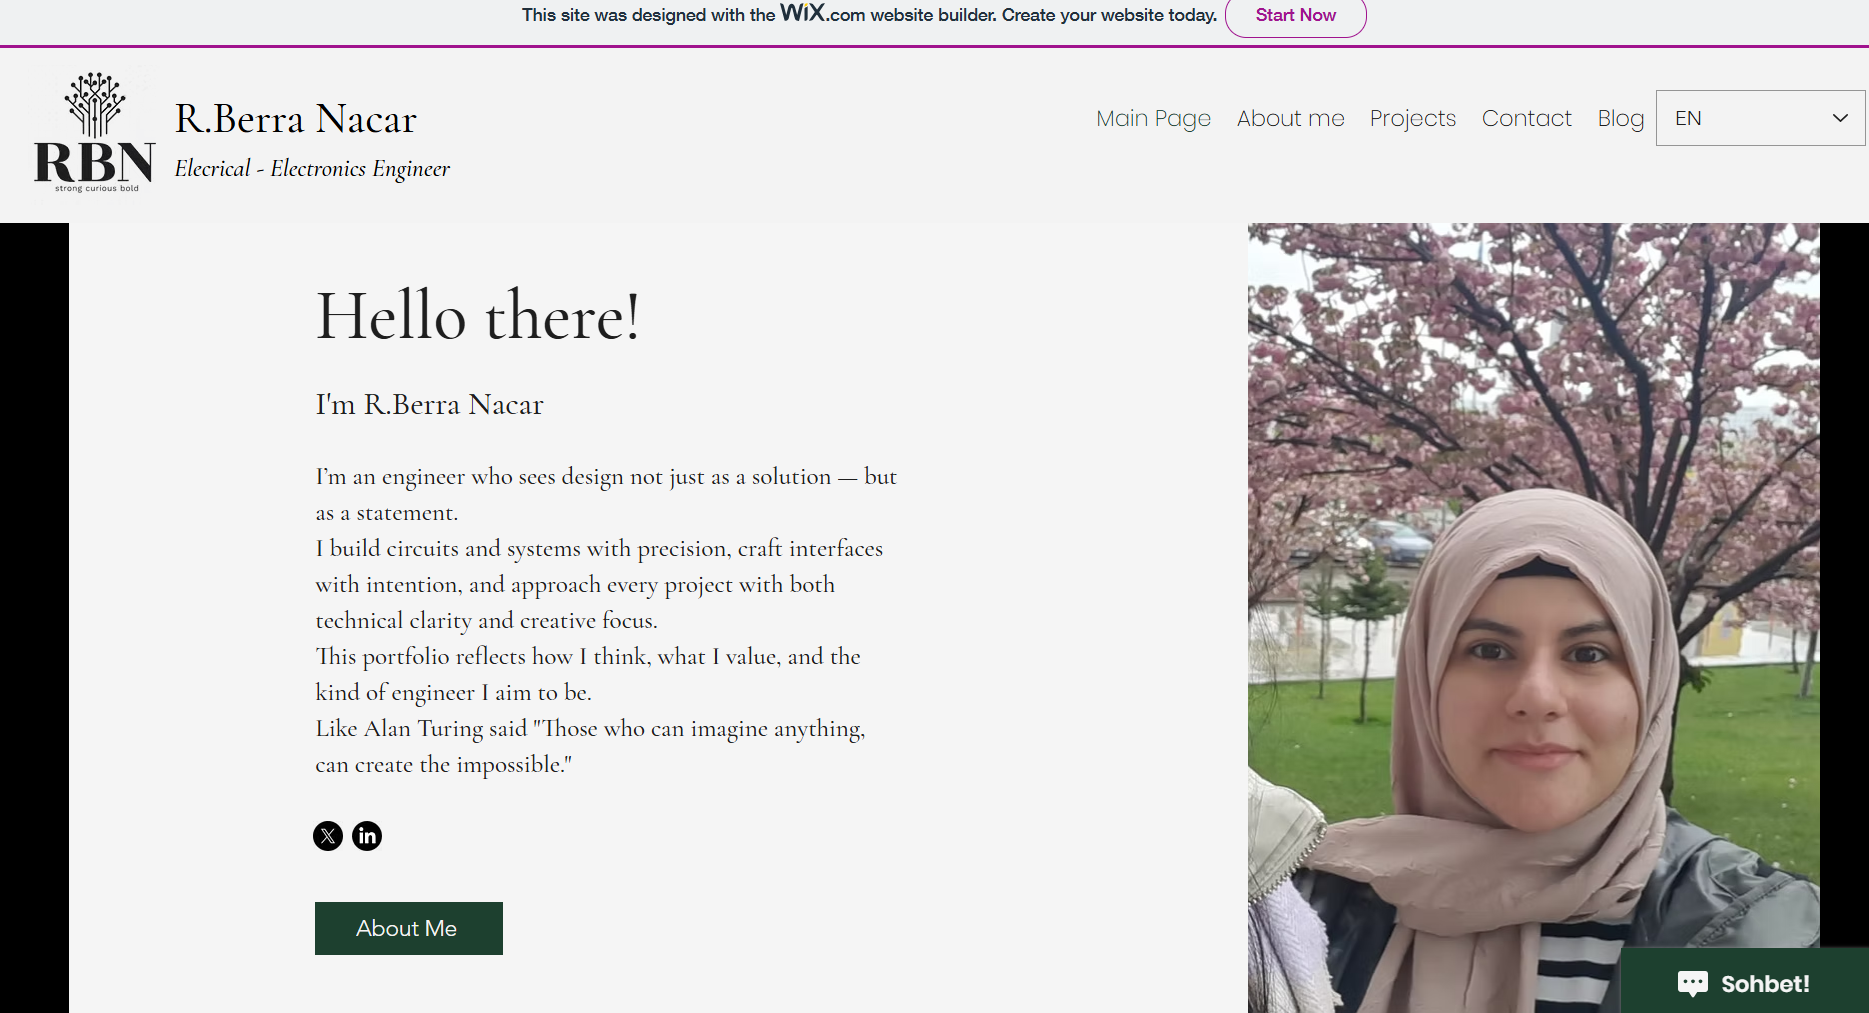 This site was designed with the WiX.com website builder. Create your website today. Start Now
RBN
strong curious bold
R.Berra Nacar
Elecrical - Electronics Engineer
Main Page About me Projects Contact Blog EN
Hello there!
I'm R.Berra Nacar
I’m an engineer who sees design not just as a solution — but
as a statement.
I build circuits and systems with precision, craft interfaces
with intention, and approach every project with both
technical clarity and creative focus.
This portfolio reflects how I think, what I value, and the
kind of engineer I aim to be.
Like Alan Turing said "Those who can imagine anything,
can create the impossible."
X in
About Me
Sohbet!